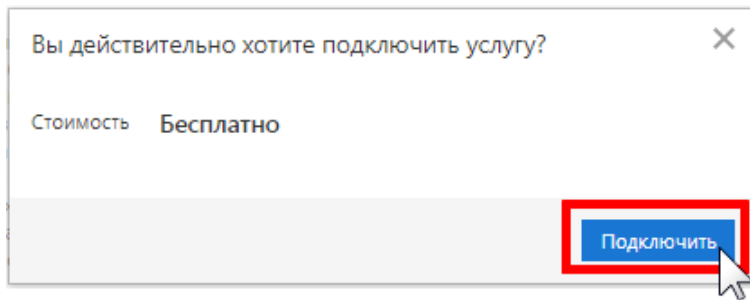 Вы действительно хотите подключить услугу?
Стоимость Бесплатно
Подключить